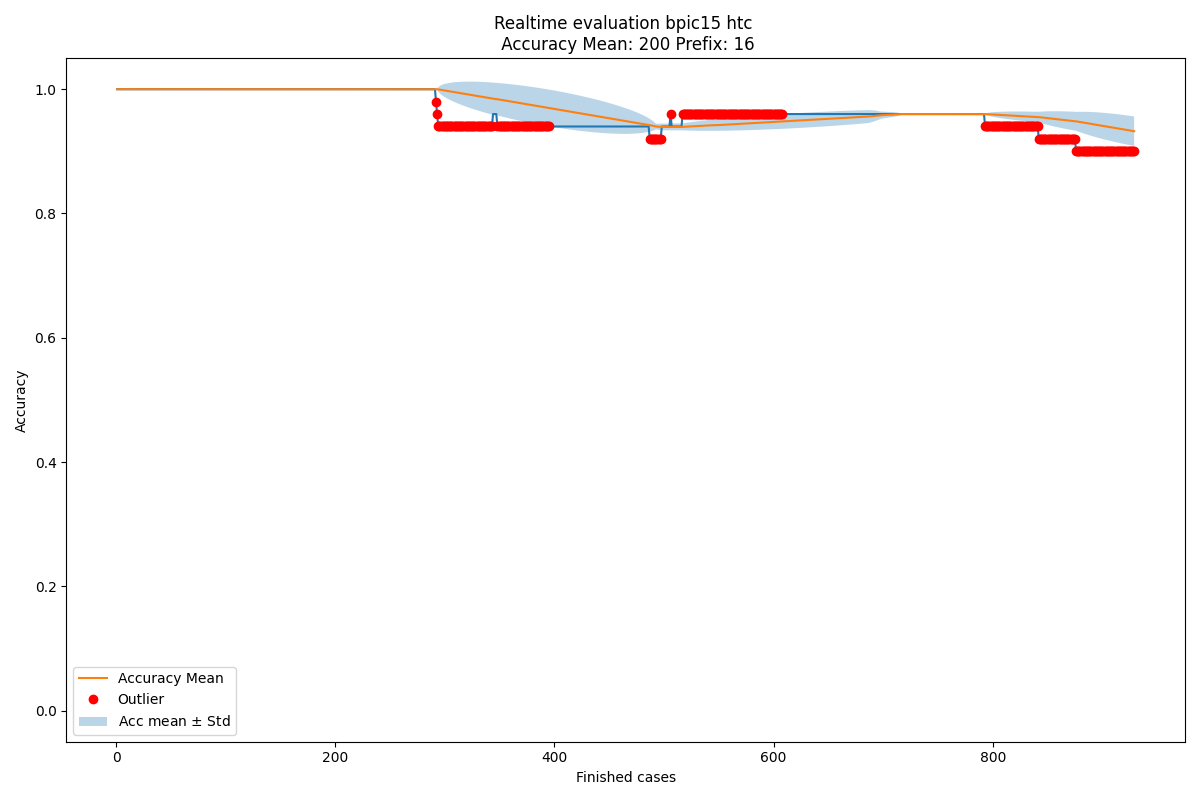 Realtime evaluation bpic15 htc
Accuracy Mean: 200 Prefix: 16
1.0
0.8
0.6
0.4
0.2
0.0
Accuracy
Accuracy Mean
Outlier
Acc mean ± Std
0
200
400
600
800
Finished cases